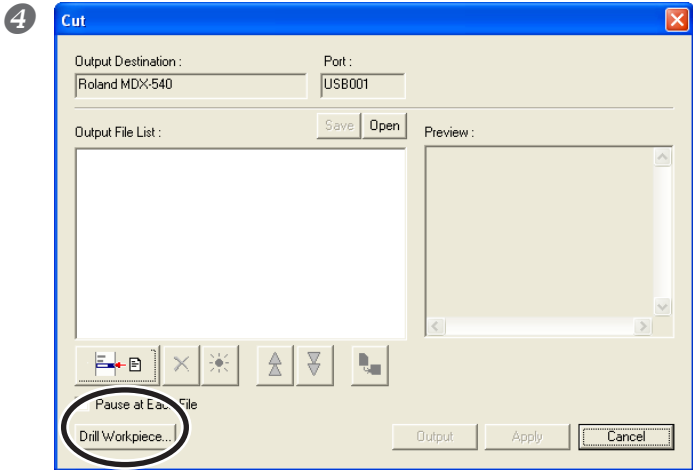 4
Cut
Output Destination :
Port :
Roland MDX-540
USB001
Output File List :
Save
Open
Preview :
Pause at Each File
Drill Workpiece...
Output
Apply
Cancel